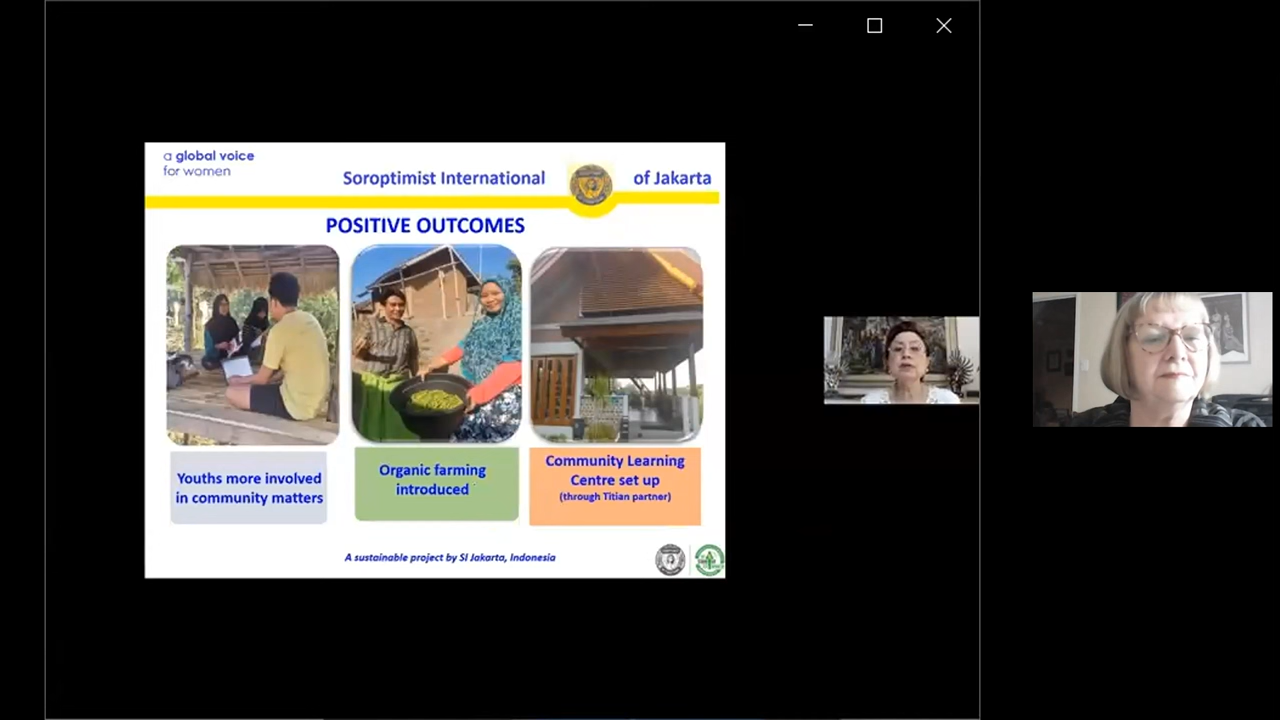 a global voice
for women
Soroptimist International of Jakarta
POSITIVE OUTCOMES
Youths more involved
in community matters
Organic farming
introduced
Community Learning
Centre set up
(through Titian partner)
A sustainable project by SI Jakarta, Indonesia